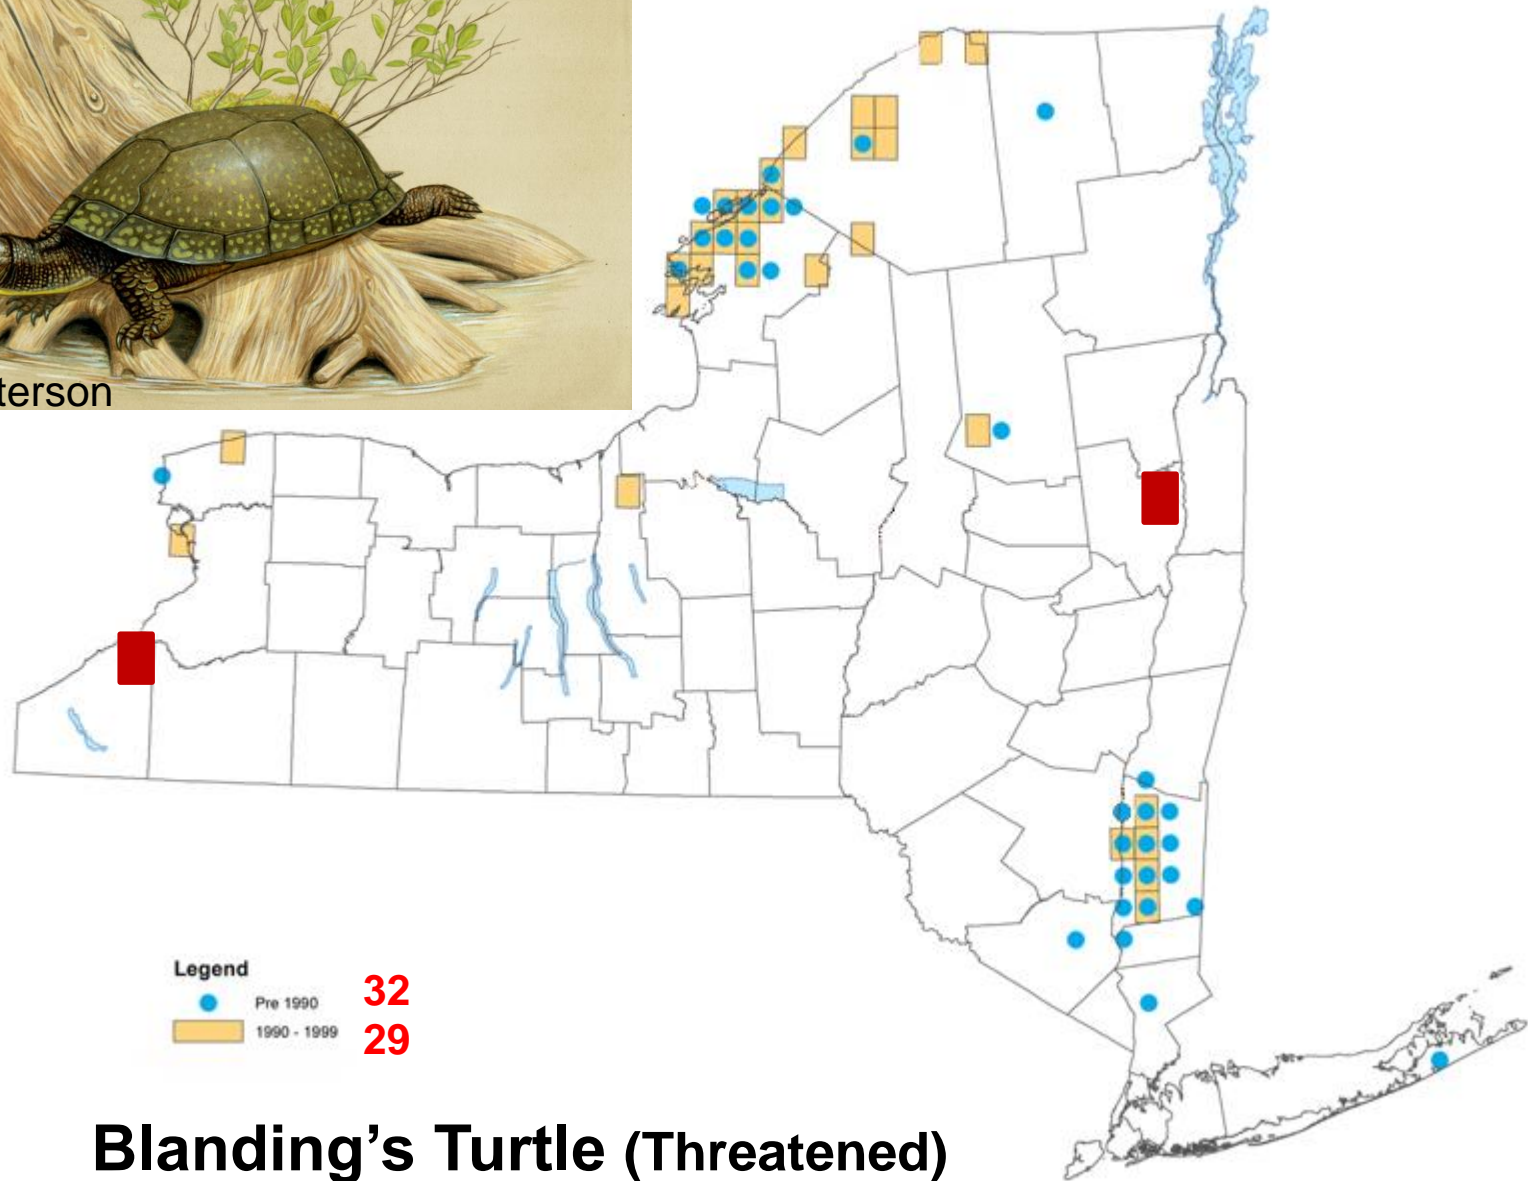 terson
Legend
Pre 1990 32
1990 - 1999 29
Blanding’s Turtle (Threatened)